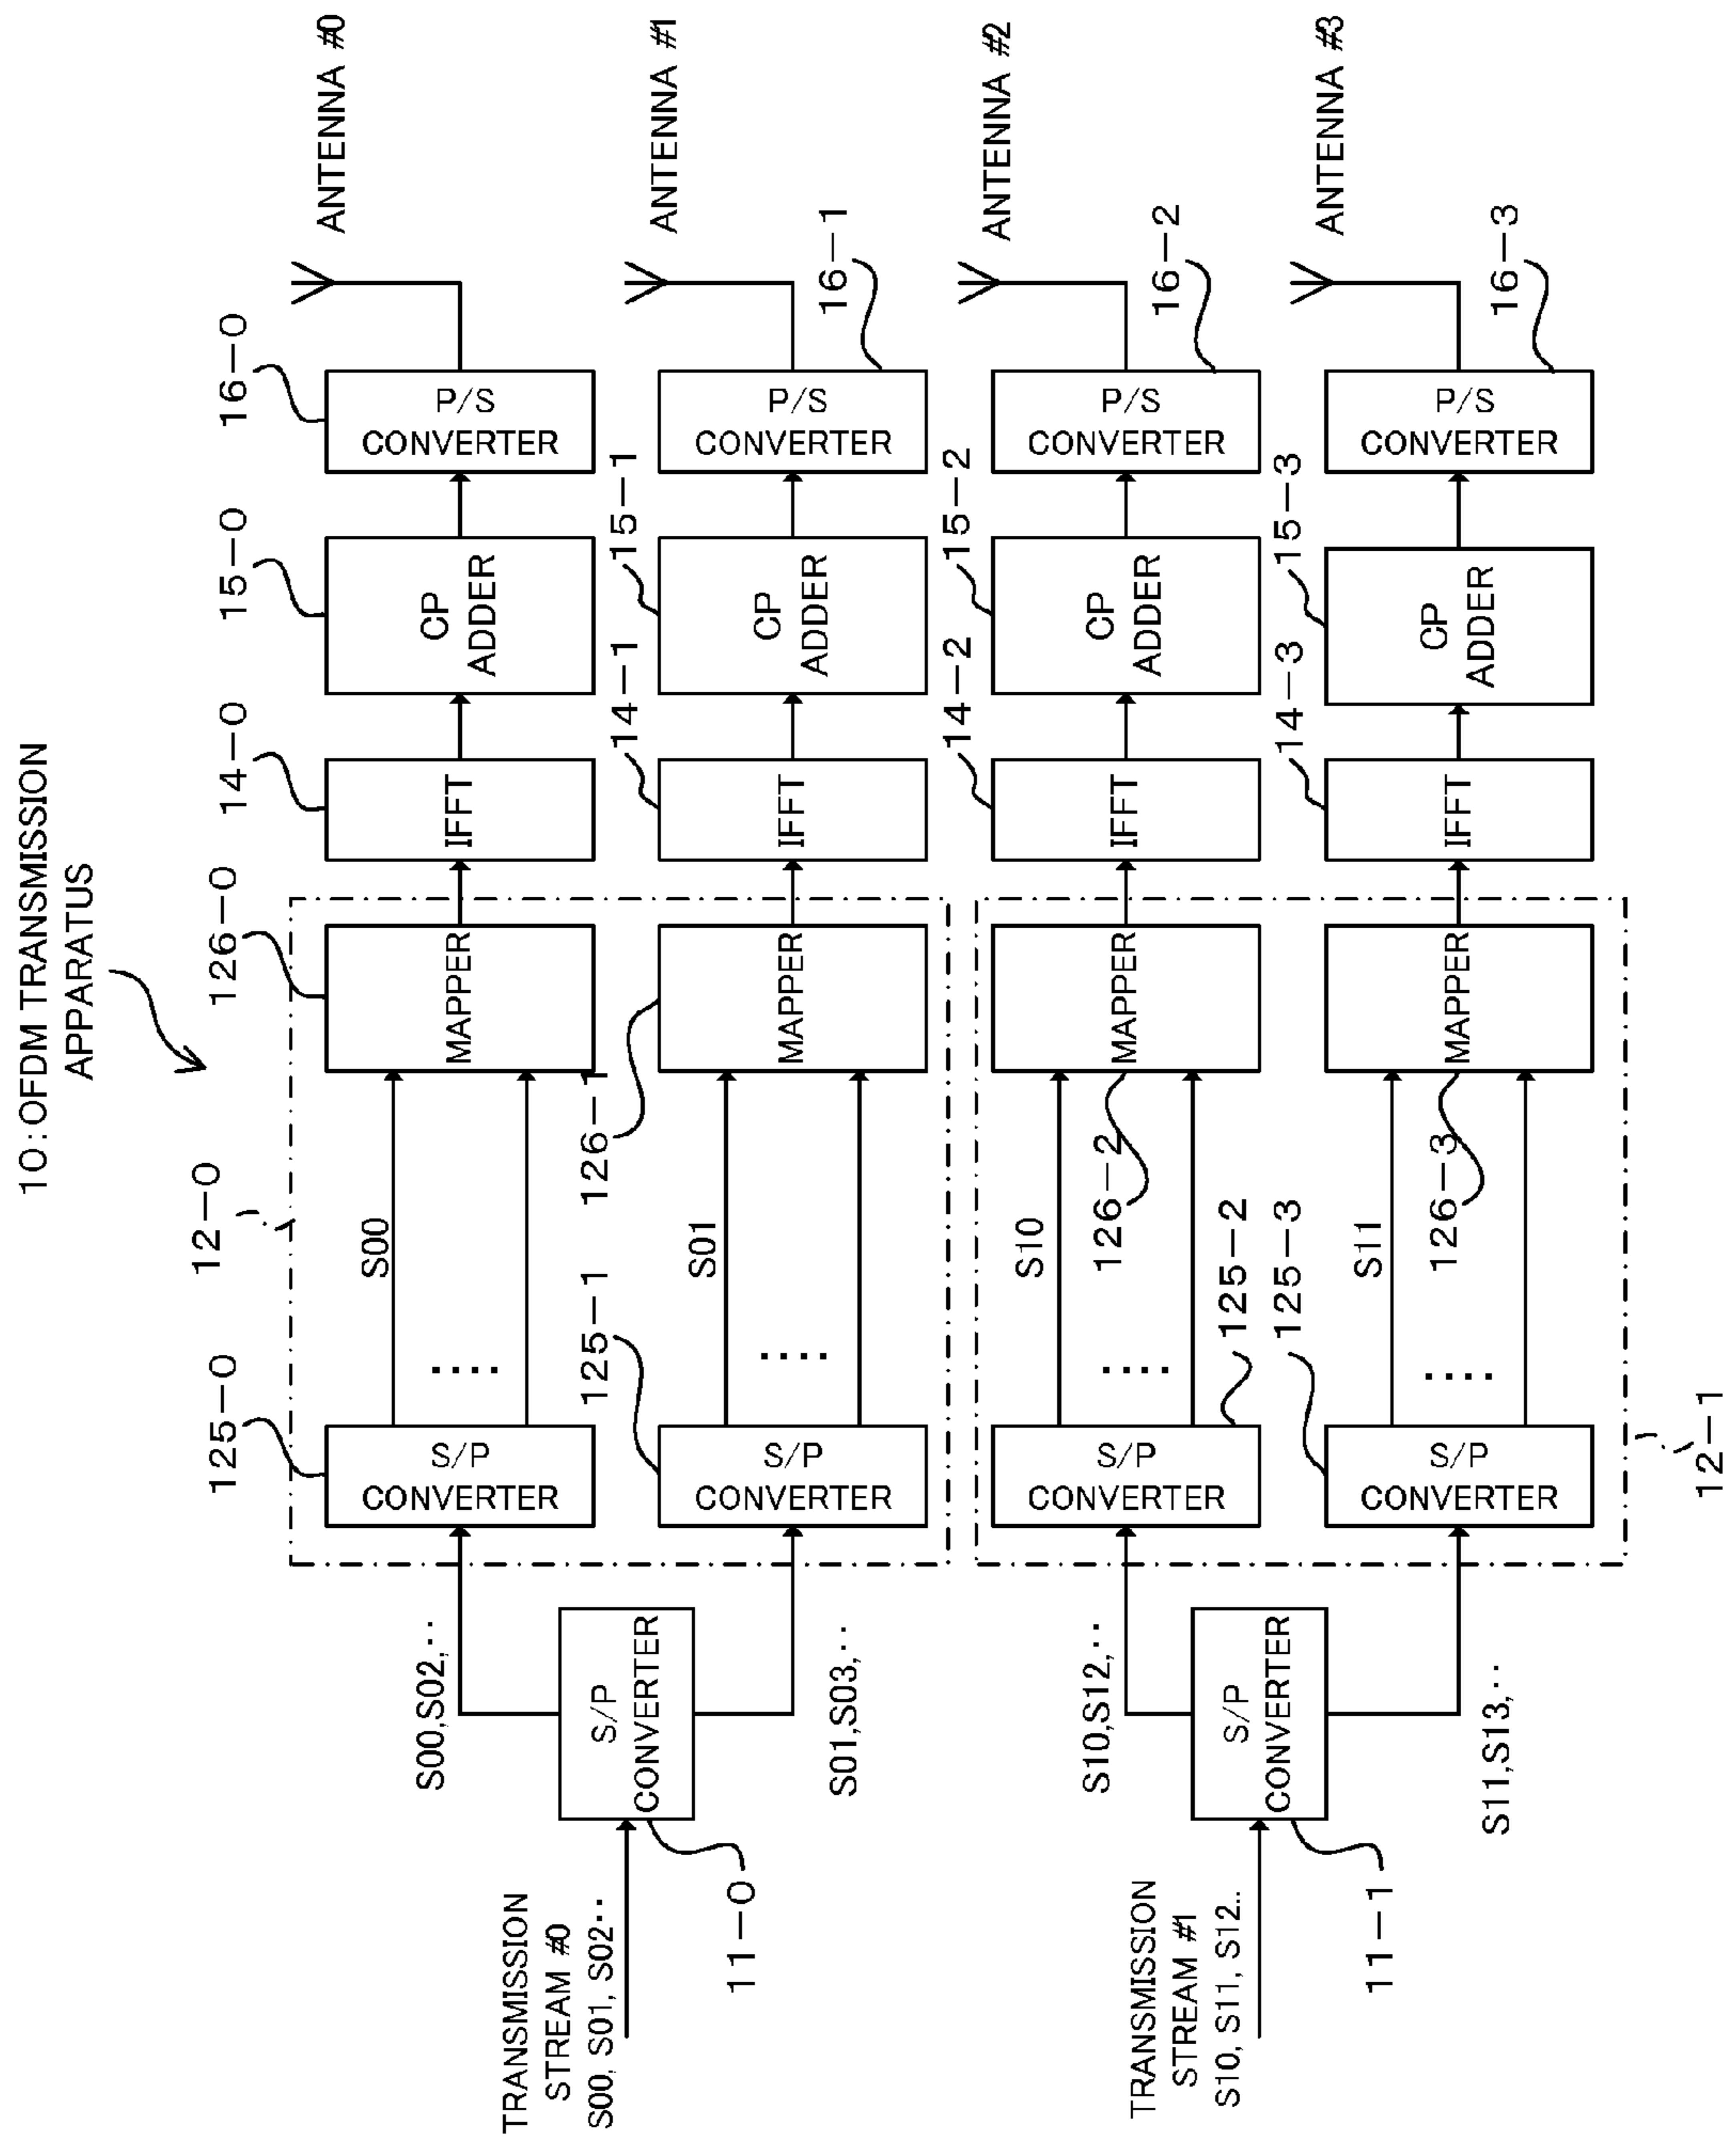 10:OFDM TRANSMISSION
APPARATUS
TRANSMISSION
STREAM #0
S00, S01, S02‥
11-0
S/P
CONVERTER
S00,S02,‥
S01,S03,‥
12-0
125-0
S/P
CONVERTER
S00
‥‥
126-0
MAPPER
14-0
IFFT
15-0
CP
ADDER
16-0
P/S
CONVERTER
ANTENNA #0
125-1
S/P
CONVERTER
S01
‥‥
126-1
MAPPER
14-1
IFFT
15-1
CP
ADDER
16-1
P/S
CONVERTER
ANTENNA #1
TRANSMISSION
STREAM #1
S10, S11, S12‥
11-1
S/P
CONVERTER
S10,S12,‥
S11,S13,‥
12-1
125-2
S/P
CONVERTER
S10
‥‥
126-2
MAPPER
14-2
IFFT
15-2
CP
ADDER
16-2
P/S
CONVERTER
ANTENNA #2
125-3
S/P
CONVERTER
S11
‥‥
126-3
MAPPER
14-3
IFFT
15-3
CP
ADDER
16-3
P/S
CONVERTER
ANTENNA #3